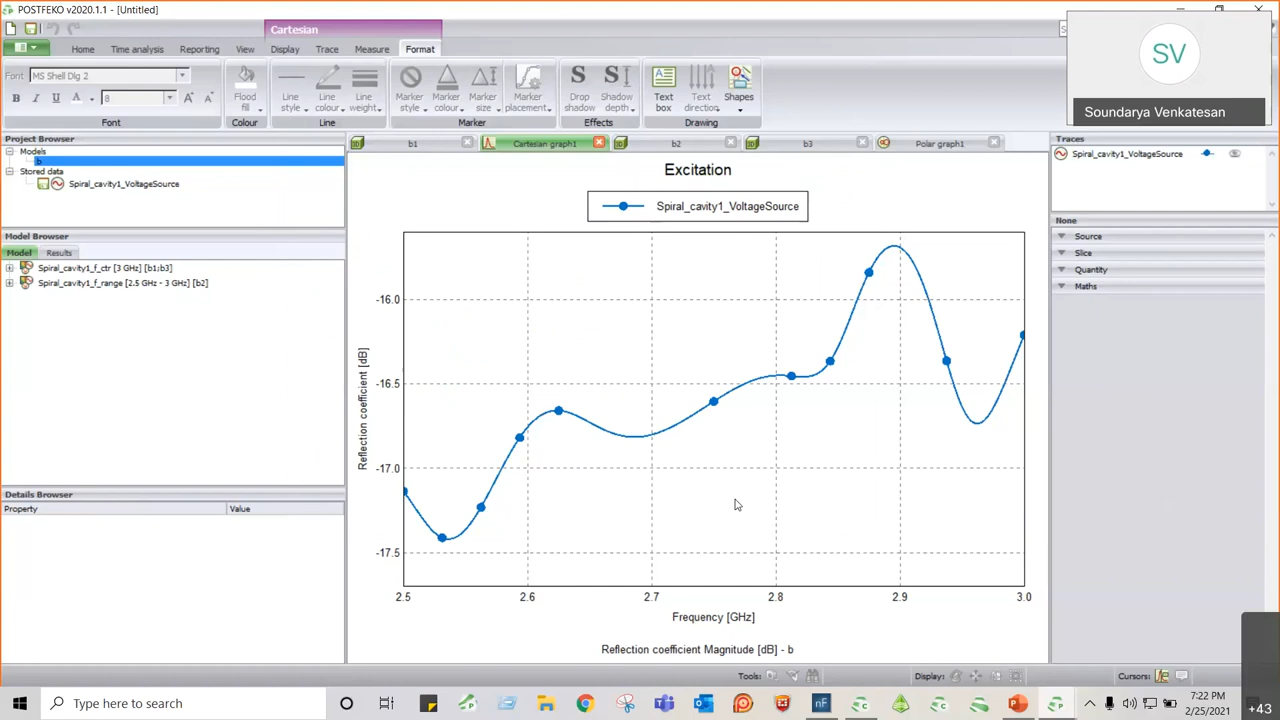 POSTFEKO v2020.1.1 - [Untitled]
Cartesian
Home Time analysis Reporting View Display Trace Measure Format
Font MS Shell Dlg 2
B I U A 8 A A
Flood fill
Line style
Line colour
Line weight
Marker style
Marker colour
Marker size
Marker placement
Drop shadow
Shadow depth
Text box
Text direction
Shapes
Font Colour Line Marker Effects Drawing
SV
Soundarya Venkatesan
Project Browser
Models
b
Stored data
Spiral_cavity1_VoltageSource
Model Browser
Model Results
Spiral_cavity1_f_ctr [3 GHz] [b1;b3]
Spiral_cavity1_f_range [2.5 GHz - 3 GHz] [b2]
Details Browser
Property Value
b1 Cartesian graph1 b2 b3 Polar graph1
Excitation
Spiral_cavity1_VoltageSource
Reflection coefficient [dB]
-16.0
-16.5
-17.0
-17.5
2.5 2.6 2.7 2.8 2.9 3.0
Frequency [GHz]
Reflection coefficient Magnitude [dB] - b
Traces
Spiral_cavity1_VoltageSource
None
Source
Slice
Quantity
Maths
Tools: Display: Cursors:
Type here to search
7:22 PM
2/25/2021
+43